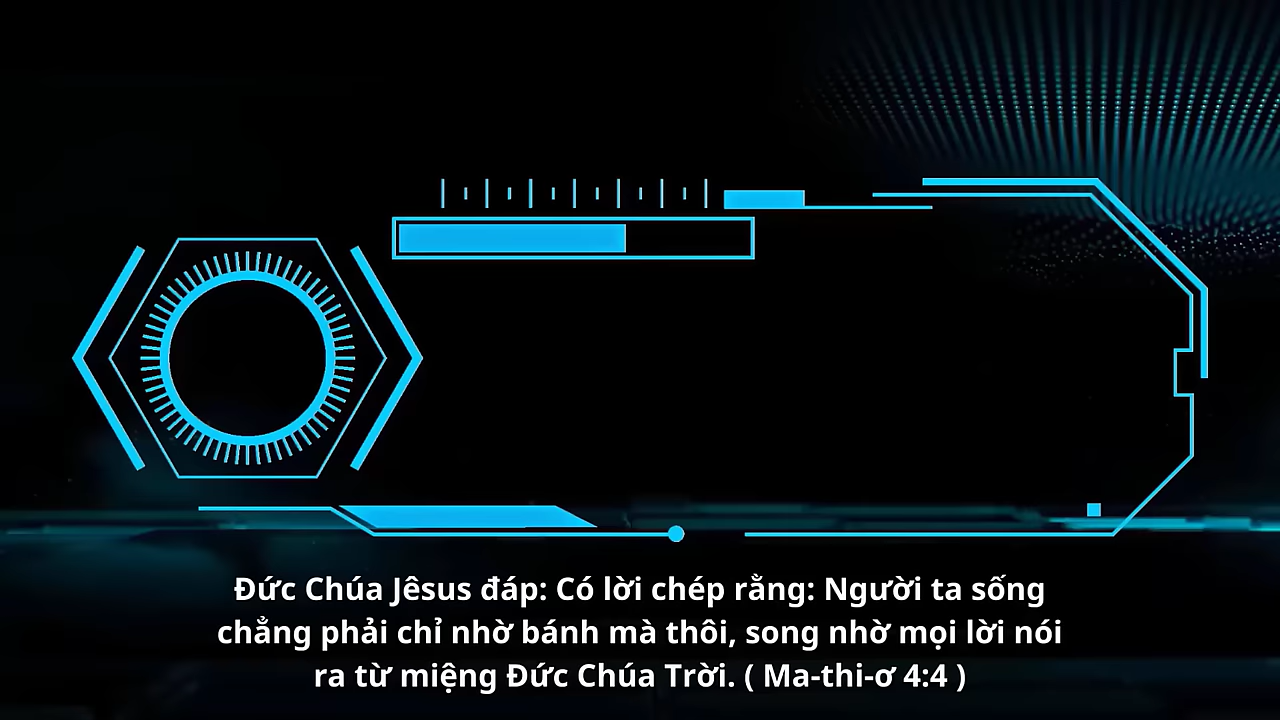 Đức Chúa Jêsus đáp: Có lời chép rằng: Người ta sống
chẳng phải chỉ nhờ bánh mà thôi, song nhờ mọi lời nói
ra từ miệng Đức Chúa Trời. ( Ma-thi-ơ 4:4 )